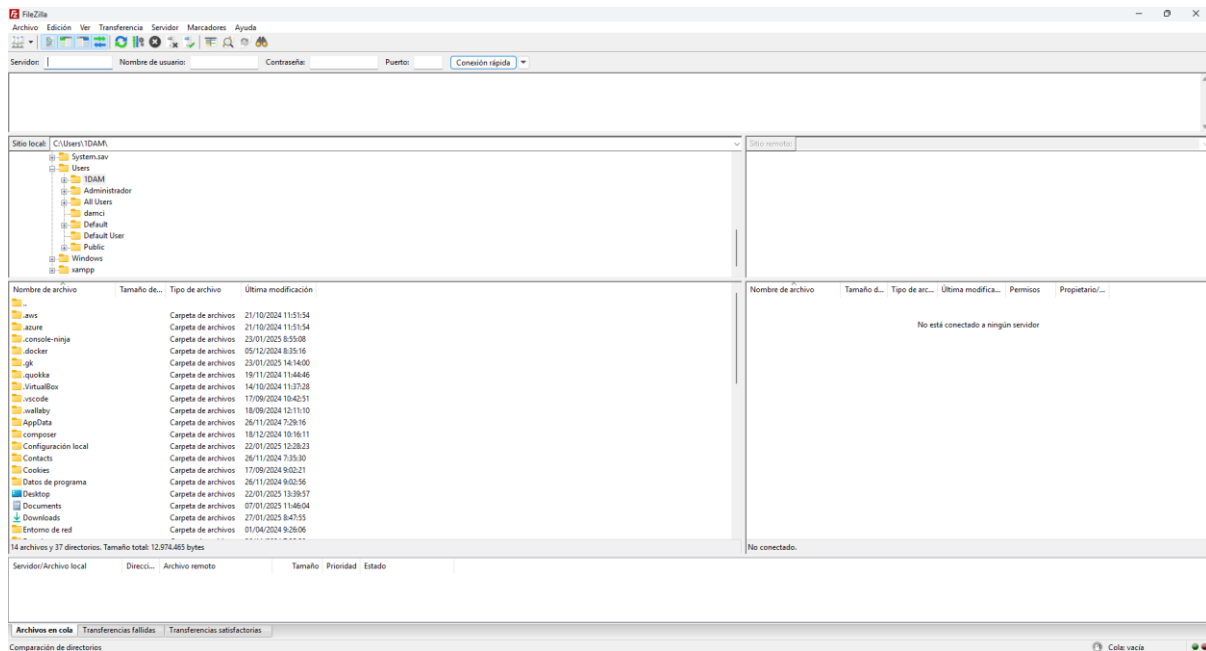 FileZilla
Archivo Edición Ver Transferencia Servidor Marcadores Ayuda
Servidor: Nombre de usuario: Contraseña: Puerto: Conexión rápida
Sitio local: C:\Users\1DAM\
System.sav
Users
1DAM
Administrador
All Users
damci
Default
Default User
Public
Windows
xampp
Sitio remoto:
Nombre de archivo Tamaño de... Tipo de archivo Última modificación
..
.aws Carpeta de archivos 21/10/2024 11:51:54
.azure Carpeta de archivos 21/10/2024 11:51:54
.console-ninja Carpeta de archivos 23/01/2025 8:55:08
.docker Carpeta de archivos 05/12/2024 8:35:16
.gk Carpeta de archivos 23/01/2025 14:14:00
.quokka Carpeta de archivos 19/11/2024 11:44:46
.VirtualBox Carpeta de archivos 14/10/2024 11:37:28
.vscode Carpeta de archivos 17/09/2024 10:42:51
.wallaby Carpeta de archivos 18/09/2024 12:11:10
AppData Carpeta de archivos 26/11/2024 7:29:16
composer Carpeta de archivos 18/12/2024 10:16:11
Configuración local Carpeta de archivos 22/01/2025 12:28:23
Contacts Carpeta de archivos 26/11/2024 7:35:30
Cookies Carpeta de archivos 17/09/2024 9:02:21
Datos de programa Carpeta de archivos 26/11/2024 9:02:56
Desktop Carpeta de archivos 22/01/2025 13:39:57
Documents Carpeta de archivos 07/01/2025 11:46:04
Downloads Carpeta de archivos 27/01/2025 8:47:55
Entorno de red Carpeta de archivos 01/04/2024 9:26:06
14 archivos y 37 directorios. Tamaño total: 12.974.465 bytes
Nombre de archivo Tamaño d... Tipo de arc... Última modifica... Permisos Propietario/...
No está conectado a ningún servidor
No conectado.
Servidor/Archivo local Direcci... Archivo remoto Tamaño Prioridad Estado
Archivos en cola Transferencias fallidas Transferencias satisfactorias
Comparación de directorios Cola: vacía